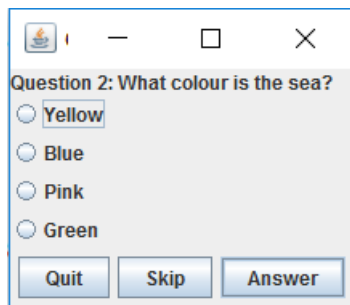 Question 2: What colour is the sea?
Yellow
Blue
Pink
Green
Quit Skip Answer